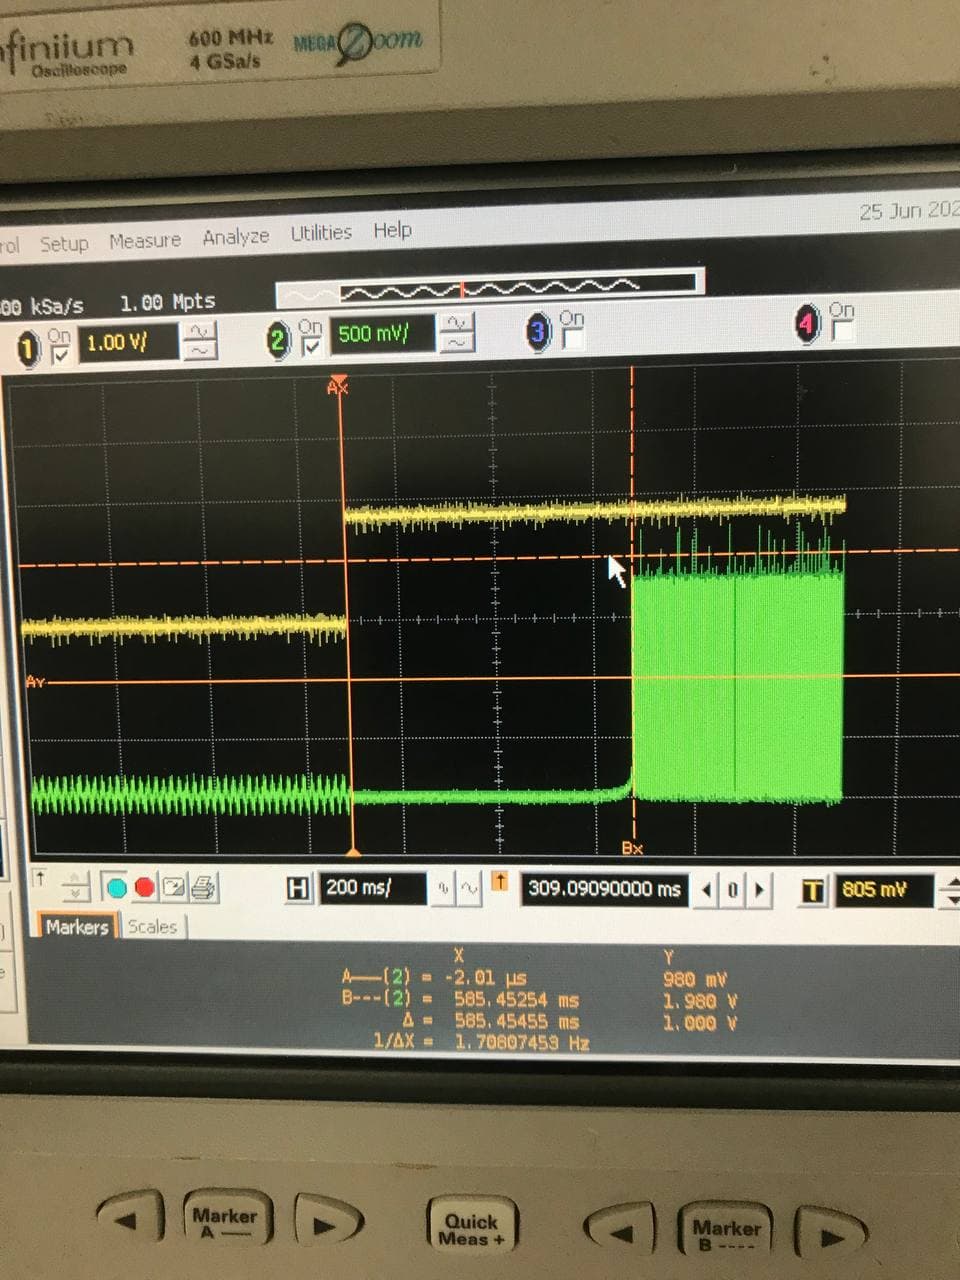 nfiniium 600 MHz MEGA Zoom
Oscilloscope 4 GSa/s
25 Jun 202
rol Setup Measure Analyze Utilities Help
00 kSa/s 1.00 Mpts
1 On 1.00 V/ 2 On 500 mV/ 3 On 4 On
AX
AY
BX
H 200 ms/ 309.09090000 ms 0 T 805 mV
Markers Scales
X Y
A—(2) = -2.01 µs 980 mV
B---(2) = 585.45254 ms 1.980 V
Δ = 585.45455 ms 1.000 V
1/ΔX = 1.70807453 Hz
Marker A — Quick Meas + Marker B ----